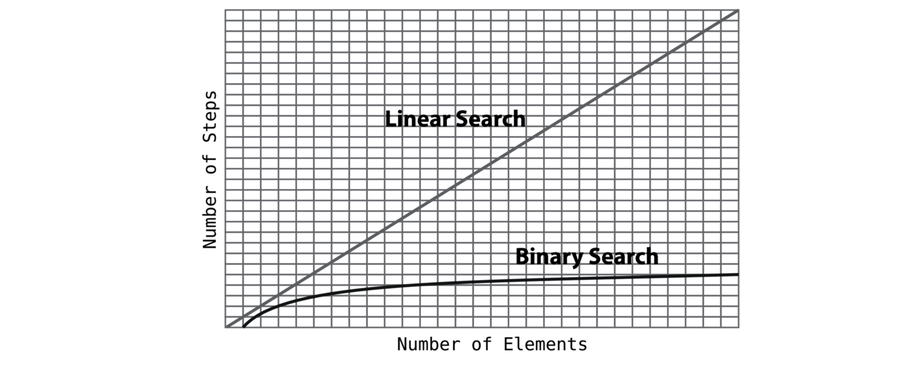 Number of Steps
Linear Search
Binary Search
Number of Elements